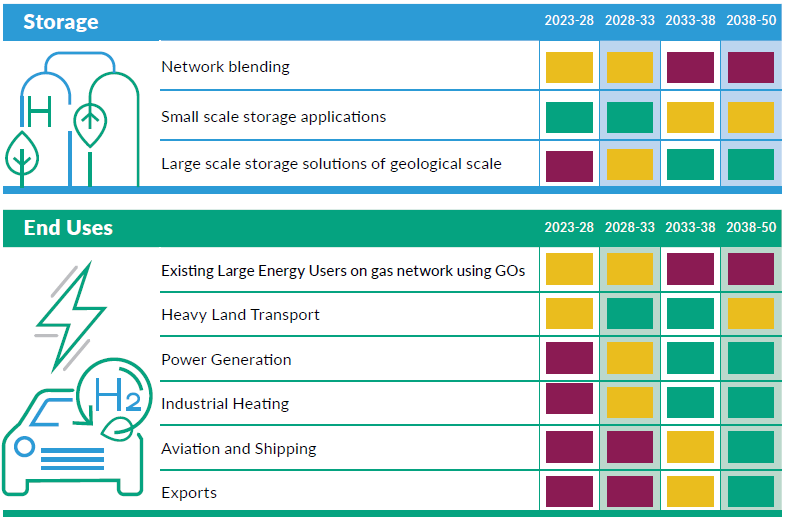 Storage 2023-28 2028-33 2033-38 2038-50
Network blending
H
Small scale storage applications
Large scale storage solutions of geological scale
End Uses 2023-28 2028-33 2033-38 2038-50
Existing Large Energy Users on gas network using GOs
Heavy Land Transport
Power Generation
H2
Industrial Heating
Aviation and Shipping
Exports